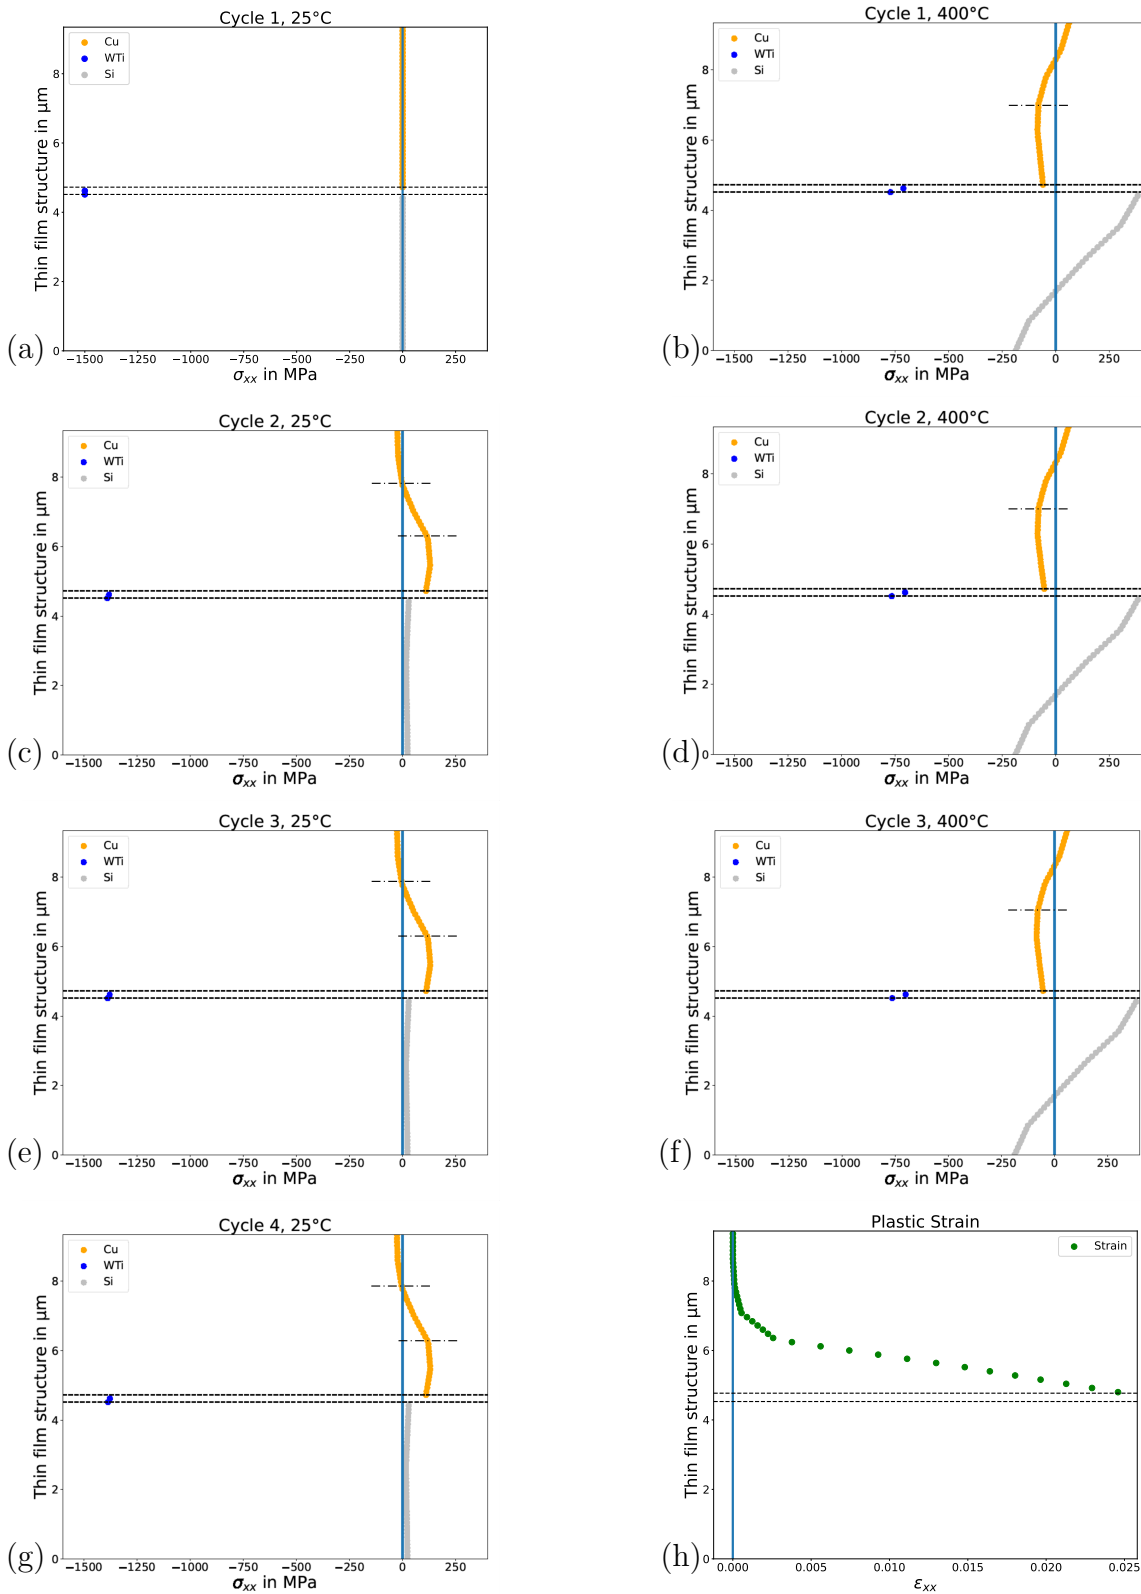 Cycle 1, 25°C
Cu
WTi
Si
Thin film structure in µm
8
6
4
2
0
−1500 −1250 −1000 −750 −500 −250 0 250
σxx in MPa
(a)
Cycle 1, 400°C
Cu
WTi
Si
Thin film structure in µm
8
6
4
2
0
−1500 −1250 −1000 −750 −500 −250 0 250
σxx in MPa
(b)
Cycle 2, 25°C
Cu
WTi
Si
Thin film structure in µm
8
6
4
2
0
−1500 −1250 −1000 −750 −500 −250 0 250
σxx in MPa
(c)
Cycle 2, 400°C
Cu
WTi
Si
Thin film structure in µm
8
6
4
2
0
−1500 −1250 −1000 −750 −500 −250 0 250
σxx in MPa
(d)
Cycle 3, 25°C
Cu
WTi
Si
Thin film structure in µm
8
6
4
2
0
−1500 −1250 −1000 −750 −500 −250 0 250
σxx in MPa
(e)
Cycle 3, 400°C
Cu
WTi
Si
Thin film structure in µm
8
6
4
2
0
−1500 −1250 −1000 −750 −500 −250 0 250
σxx in MPa
(f)
Cycle 4, 25°C
Cu
WTi
Si
Thin film structure in µm
8
6
4
2
0
−1500 −1250 −1000 −750 −500 −250 0 250
σxx in MPa
(g)
Plastic Strain
Strain
Thin film structure in µm
8
6
4
2
0
0.000 0.005 0.010 0.015 0.020 0.025
εxx
(h)